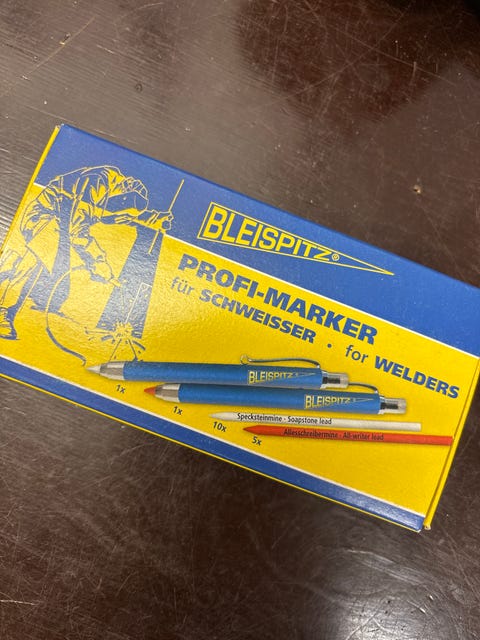 BLEISPITZ®
PROFI-MARKER
für SCHWEISSER · for WELDERS
BLEISPITZ
1x
BLEISPITZ
1x
Specksteinmine - Soapstone lead
10x
Allesschreibermine - All-writer lead
5x